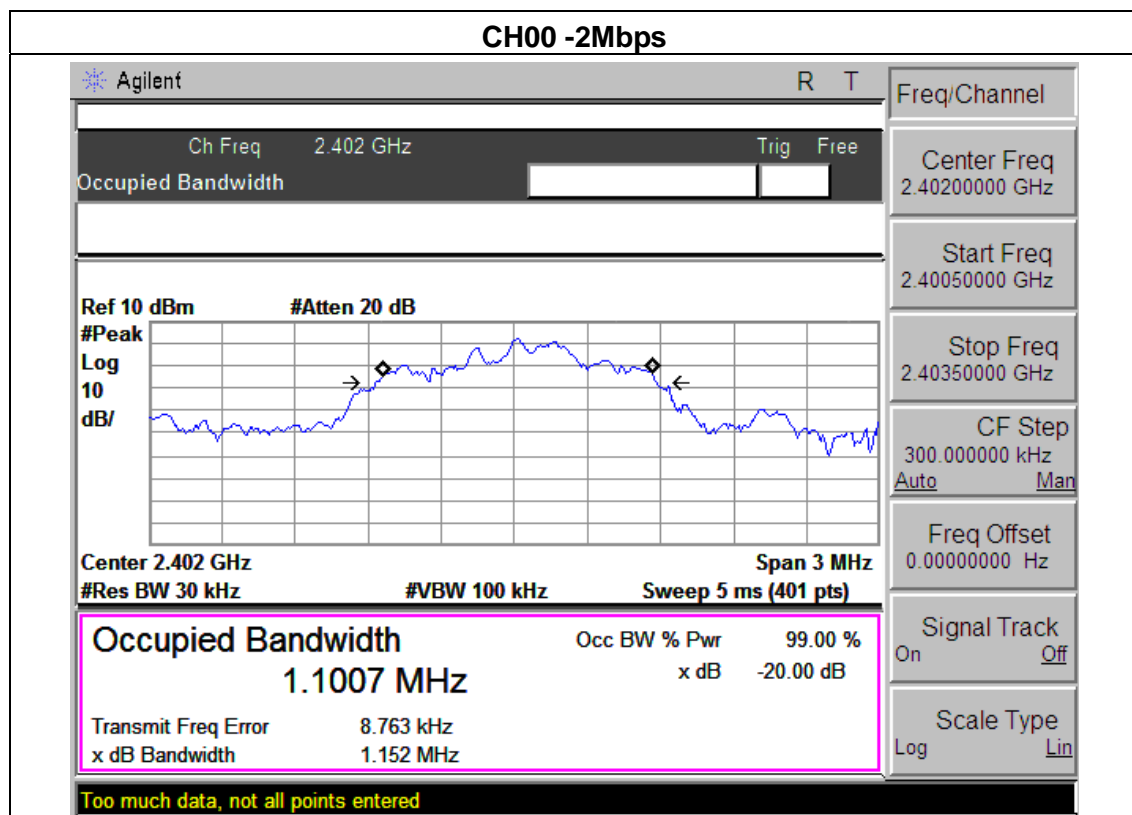 CH00 -2Mbps
Agilent R T
Ch Freq 2.402 GHz Trig Free
Occupied Bandwidth
Ref 10 dBm #Atten 20 dB
#Peak
Log
10
dB/
Center 2.402 GHz Span 3 MHz
#Res BW 30 kHz #VBW 100 kHz Sweep 5 ms (401 pts)
Occupied Bandwidth Occ BW % Pwr 99.00 %
1.1007 MHz x dB -20.00 dB
Transmit Freq Error 8.763 kHz
x dB Bandwidth 1.152 MHz
Too much data, not all points entered
Freq/Channel
Center Freq
2.40200000 GHz
Start Freq
2.40050000 GHz
Stop Freq
2.40350000 GHz
CF Step
300.000000 kHz
Auto Man
Freq Offset
0.00000000 Hz
Signal Track
On Off
Scale Type
Log Lin